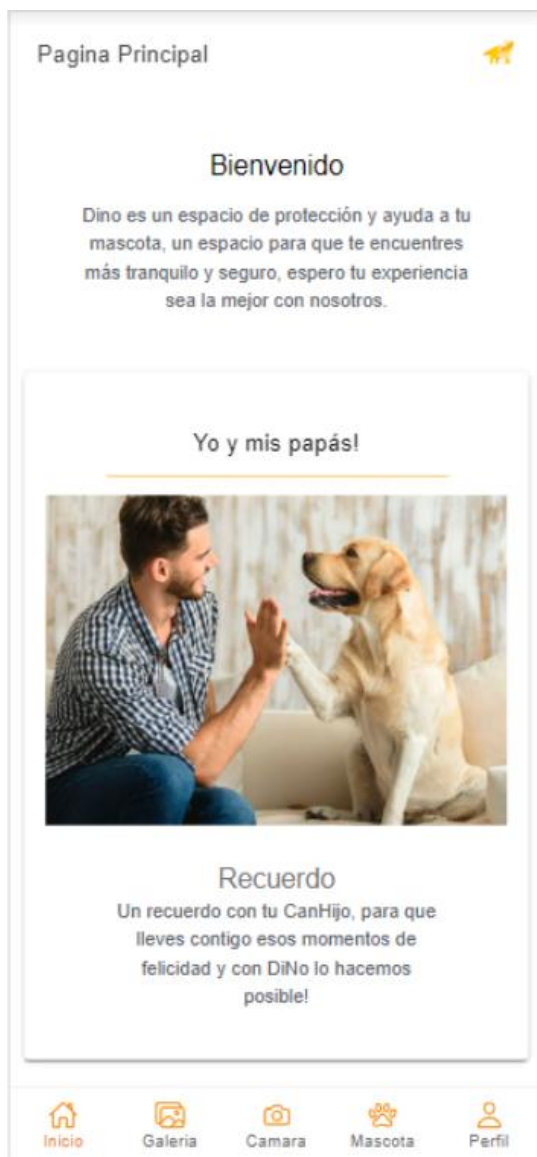 Pagina Principal
Bienvenido
Dino es un espacio de protección y ayuda a tu
mascota, un espacio para que te encuentres
más tranquilo y seguro, espero tu experiencia
sea la mejor con nosotros.
Yo y mis papás!
Recuerdo
Un recuerdo con tu CanHijo, para que
lleves contigo esos momentos de
felicidad y con DiNo lo hacemos
posible!
Inicio Galeria Camara Mascota Perfil